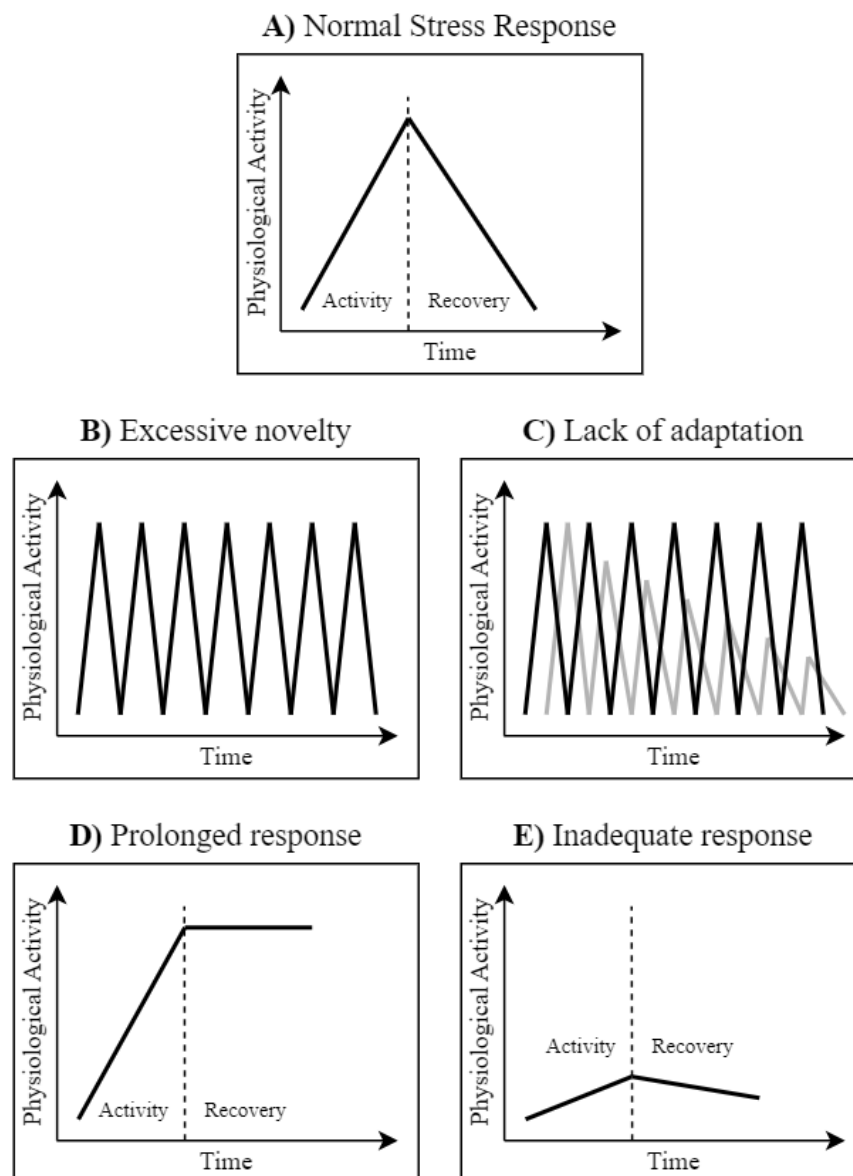 A) Normal Stress Response
Physiological Activity
Activity
Recovery
Time
B) Excessive novelty
Physiological Activity
Time
C) Lack of adaptation
Physiological Activity
Time
D) Prolonged response
Physiological Activity
Activity
Recovery
Time
E) Inadequate response
Physiological Activity
Activity
Recovery
Time